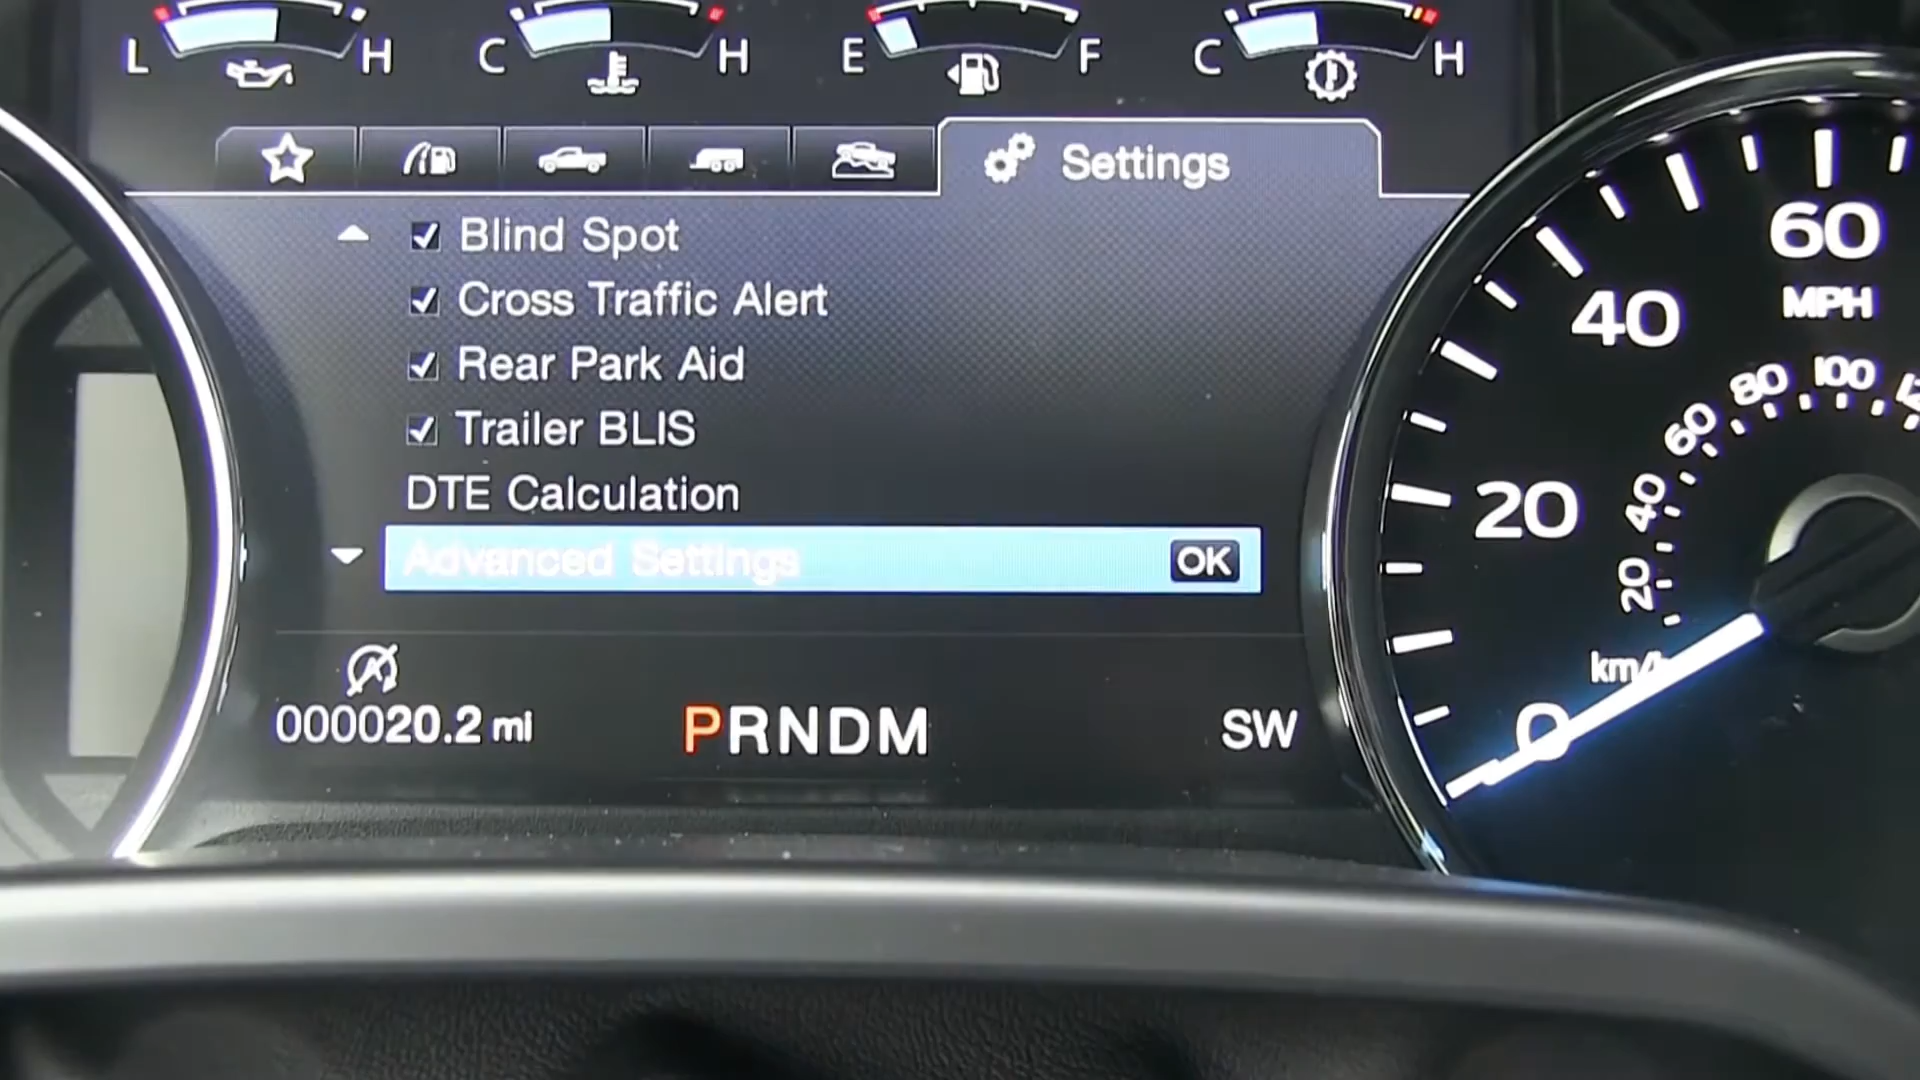 L H C H E F C H
Settings
Blind Spot
Cross Traffic Alert
Rear Park Aid
Trailer BLIS
DTE Calculation
Advanced Settings OK
000020.2 mi PRNDM SW
60
MPH
40
20
0
100
80
60
40
20
km/h